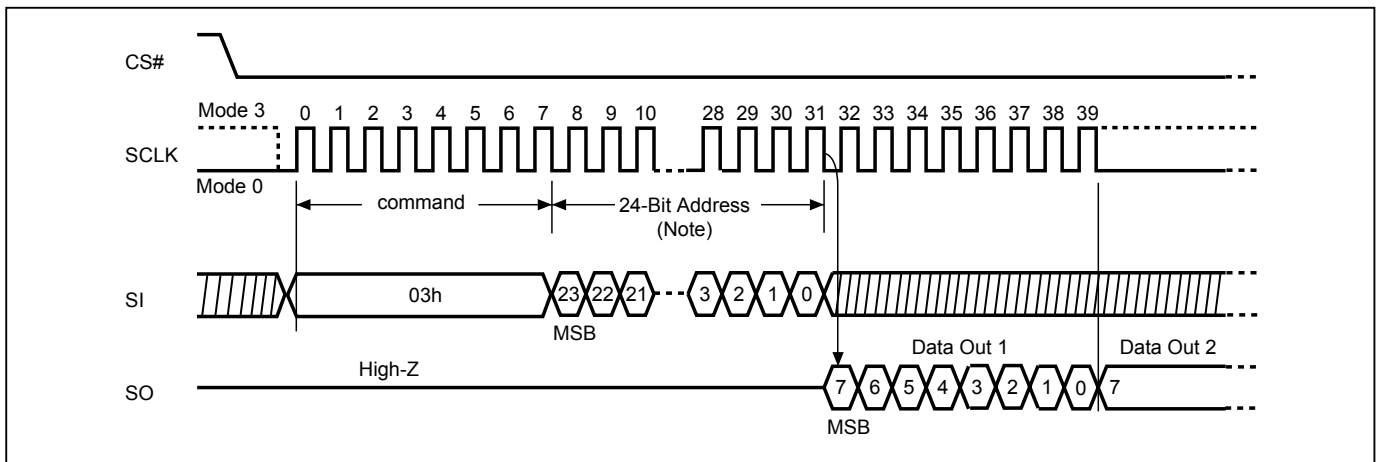 CS#
Mode 3 0 1 2 3 4 5 6 7 8 9 10 28 29 30 31 32 33 34 35 36 37 38 39
SCLK
Mode 0
command 24-Bit Address
(Note)
SI 03h 23 22 21 3 2 1 0
MSB
High-Z Data Out 1 Data Out 2
SO 7 6 5 4 3 2 1 0 7
MSB